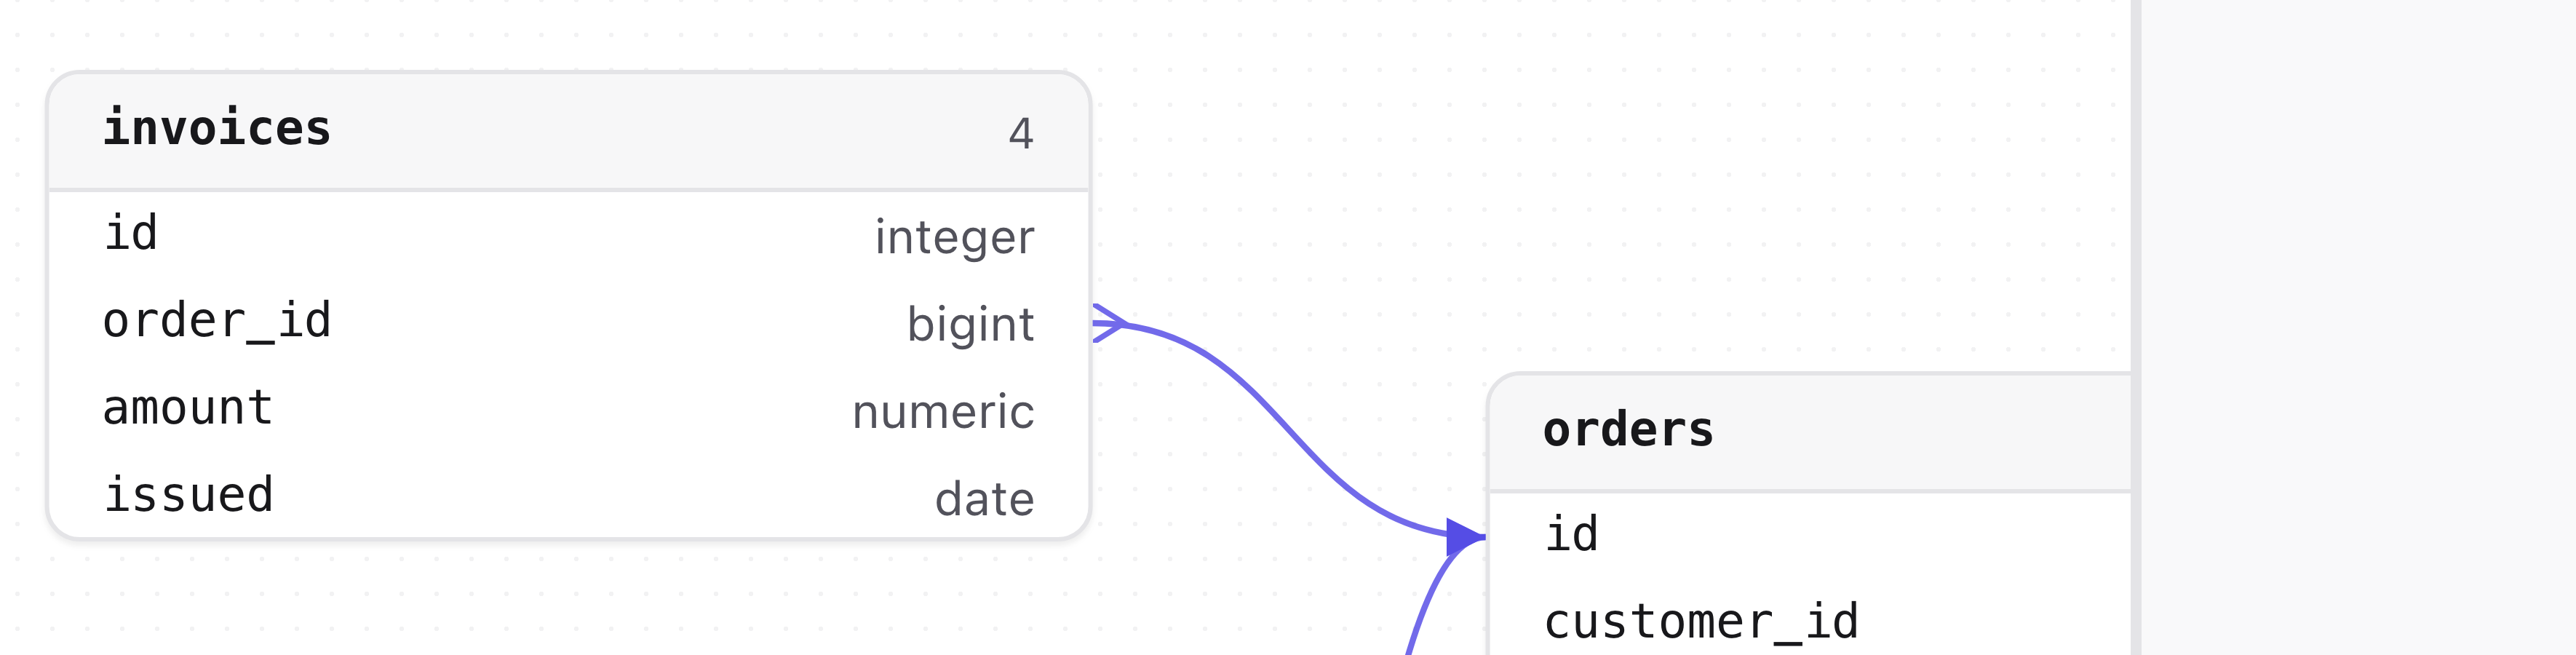 invoices 4
id integer
order_id bigint
amount numeric
issued date
orders
id
customer_id